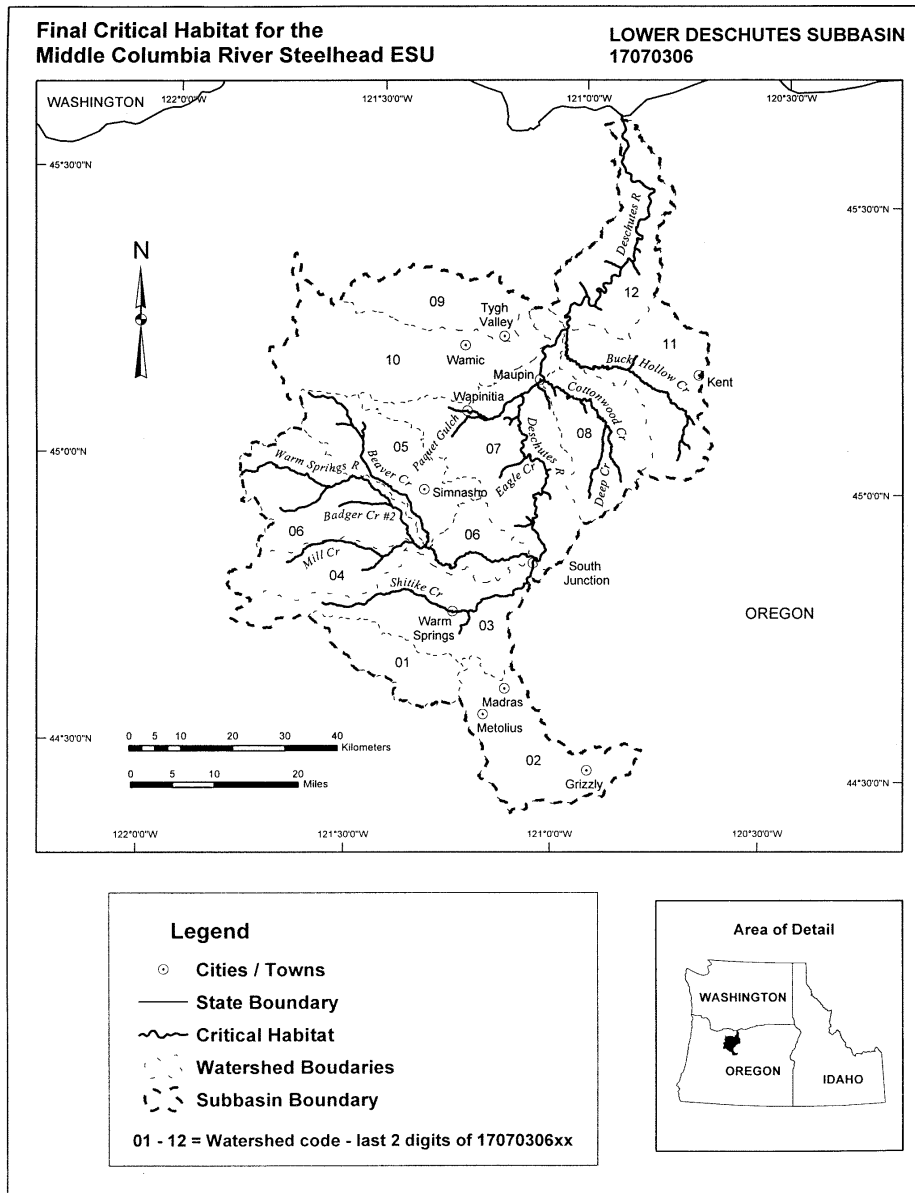 Final Critical Habitat for the
Middle Columbia River Steelhead ESU
LOWER DESCHUTES SUBBASIN
17070306
WASHINGTON
122°0'0"W
121°30'0"W
121°0'0"W
120°30'0"W
45°30'0"N
45°30'0"N
N
Deschutes R
09
Tygh
Valley
12
11
10
Wamic
Buck Hollow Cr
Kent
Maupin
Wapinitia
Cottonwood Cr
Paquet Gulch
05
07
Deschutes R
08
45°0'0"N
Warm Springs R
Beaver Cr
Simnasho
Eagle Cr
Deep Cr
45°0'0"N
Badger Cr #2
06
06
Mill Cr
04
South
Junction
Shitike Cr
OREGON
Warm
Springs
03
01
Madras
Metolius
44°30'0"N
0 5 10 20 30 40
Kilometers
02
0 5 10 20
Miles
Grizzly
44°30'0"N
122°0'0"W
121°30'0"W
121°0'0"W
120°30'0"W
Legend
Cities / Towns
State Boundary
Critical Habitat
Watershed Boudaries
Subbasin Boundary
01 - 12 = Watershed code - last 2 digits of 17070306xx
Area of Detail
WASHINGTON
OREGON
IDAHO